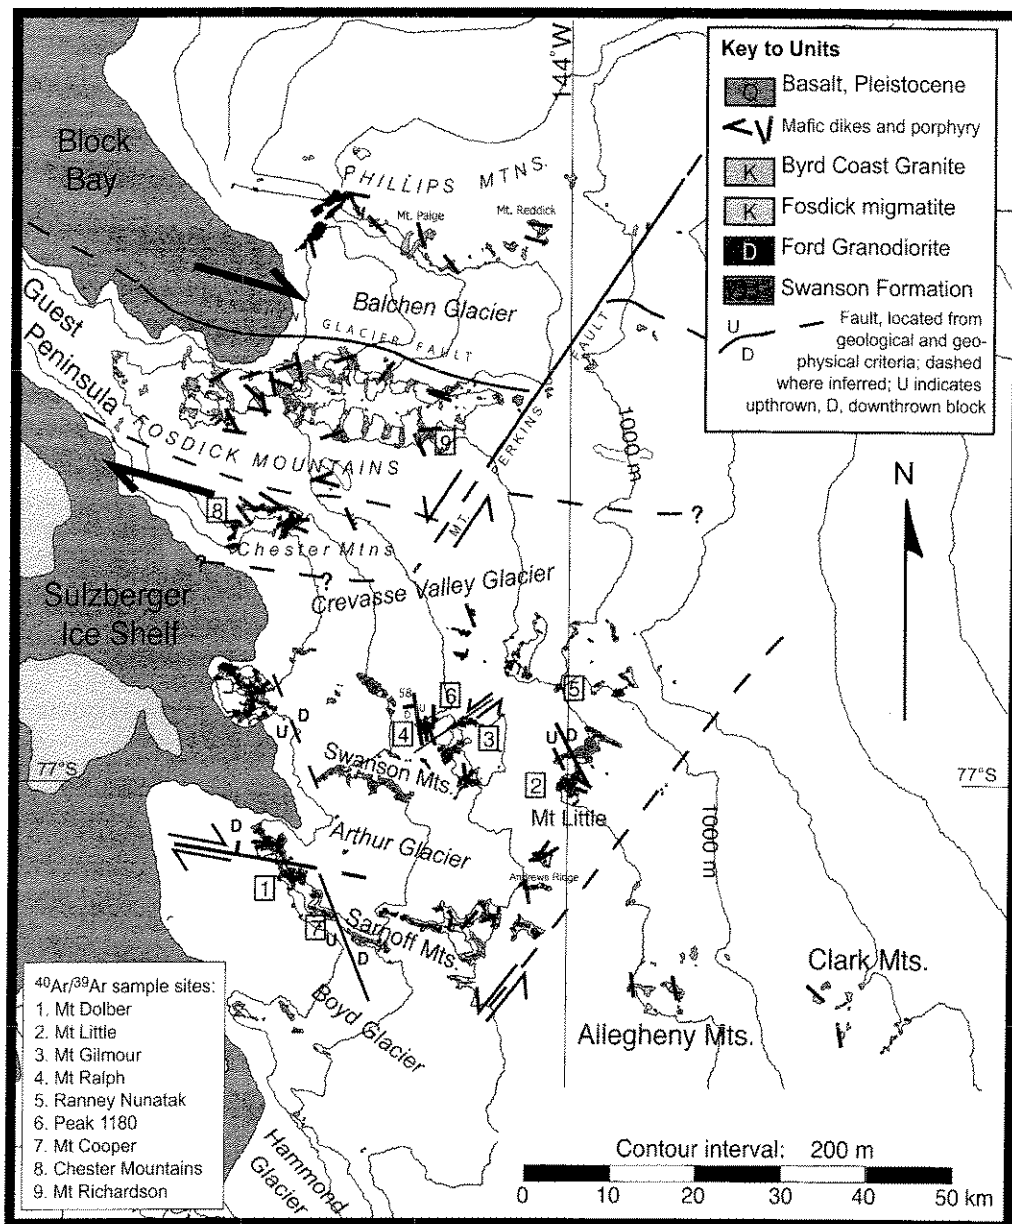 144°W
Key to Units
Q Basalt, Pleistocene
Mafic dikes and porphyry
K Byrd Coast Granite
K Fosdick migmatite
D Ford Granodiorite
Swanson Formation
U
D
Fault, located from
geological and geo-
physical criteria; dashed
where inferred; U indicates
upthrown, D, downthrown block
Block
Bay
PHILLIPS MTNS.
Mt. Paige
Mt. Reddick
Balchen Glacier
GLACIER FAULT
Guest
Peninsula
FOSDICK MOUNTAINS
9
MT PERKINS FAULT
1000 m
N
8
Chester Mtns
?
?
?
Crevasse Valley Glacier
Sulzberger
Ice Shelf
6
5
58
U
4
3
D
U
U
D
Swanson Mts.
77°S
77°S
2
Mt Little
1000 m
D
Arthur Glacier
1
Andrews Ridge
7
U
D
Sarnoff Mts.
Clark Mts.
Boyd Glacier
Allegheny Mts.
40Ar/39Ar sample sites:
1. Mt Dolber
2. Mt Little
3. Mt Gilmour
4. Mt Ralph
5. Ranney Nunatak
6. Peak 1180
7. Mt Cooper
8. Chester Mountains
9. Mt Richardson
Hammond
Glacier
Contour interval: 200 m
0 10 20 30 40 50 km